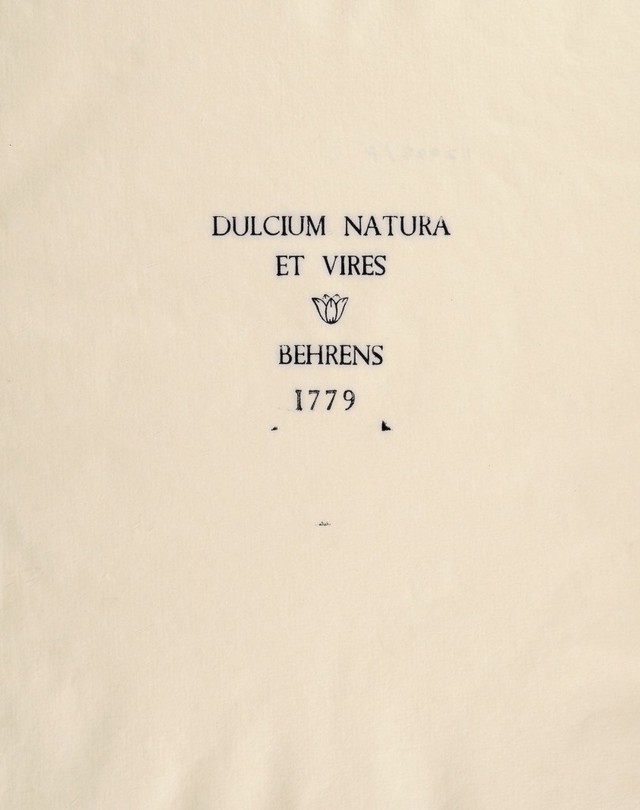 DULCIUM NATURA
ET VIRES
BEHRENS
1779